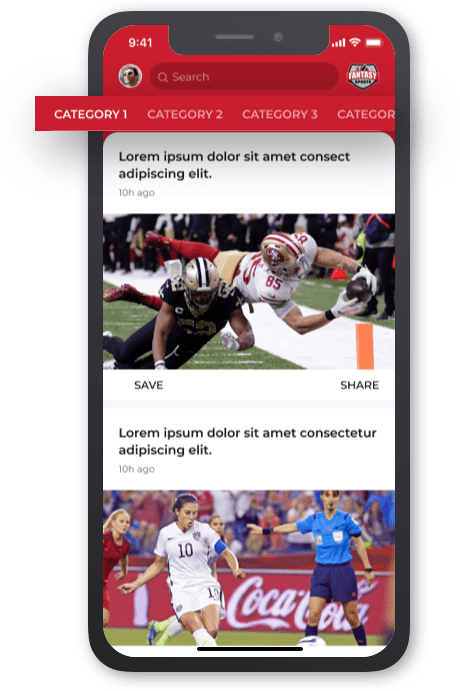 9:41
Search
FANTASY
SPORTS
CATEGORY 1 CATEGORY 2 CATEGORY 3 CATEGOR
Lorem ipsum dolor sit amet consect
adipiscing elit.
10h ago
85
SAVE SHARE
Lorem ipsum dolor sit amet consectetur
adipiscing elit.
10h ago
10
Coca-Cola